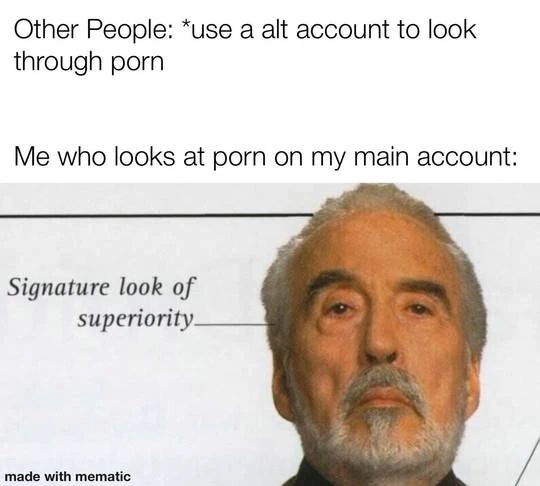 Other People: *use a alt account to look
through porn
Me who looks at porn on my main account:
Signature look of
superiority
made with mematic